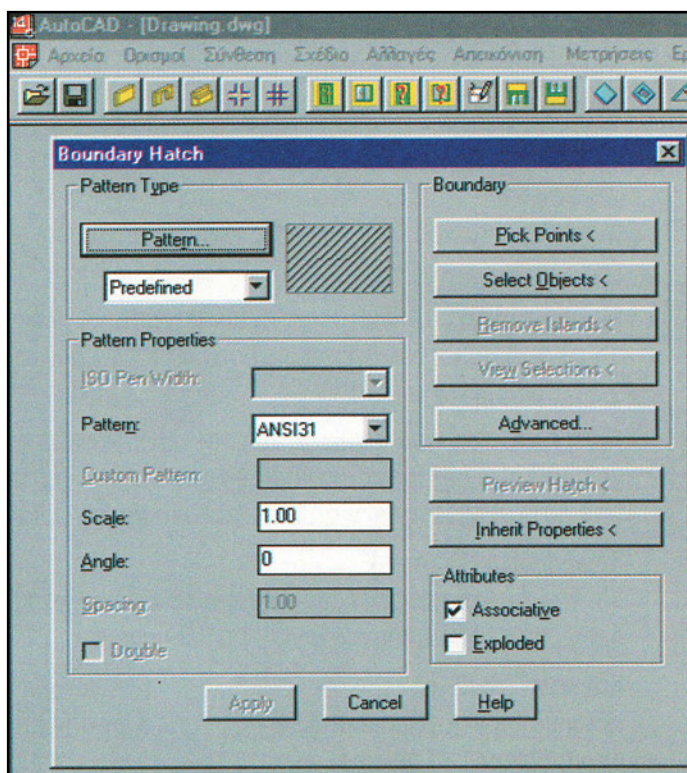 AutoCAD - [Drawing.dwg]
Αρχεία Ορισμοί Σύνθεση Σχέδιο Αλλαγές Απεικόνιση Μετρήσεις
Boundary Hatch
Pattern Type
Pattern...
Predefined
Pattern Properties
ISO Pen Width:
Pattern: ANSI31
Custom Pattern:
Scale: 1.00
Angle: 0
Spacing: 1.00
Double
Boundary
Pick Points <
Select Objects <
Remove Islands <
View Selections <
Advanced...
Preview Hatch <
Inherit Properties <
Attributes
Associative
Exploded
Apply Cancel Help